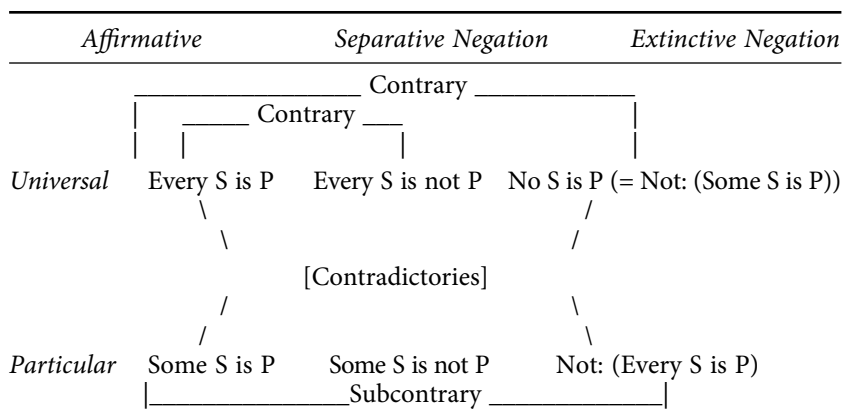 Affirmative Separative Negation Extinctive Negation
Contrary
Contrary
Universal Every S is P Every S is not P No S is P (= Not: (Some S is P))
[Contradictories]
Particular Some S is P Some S is not P Not: (Every S is P)
Subcontrary